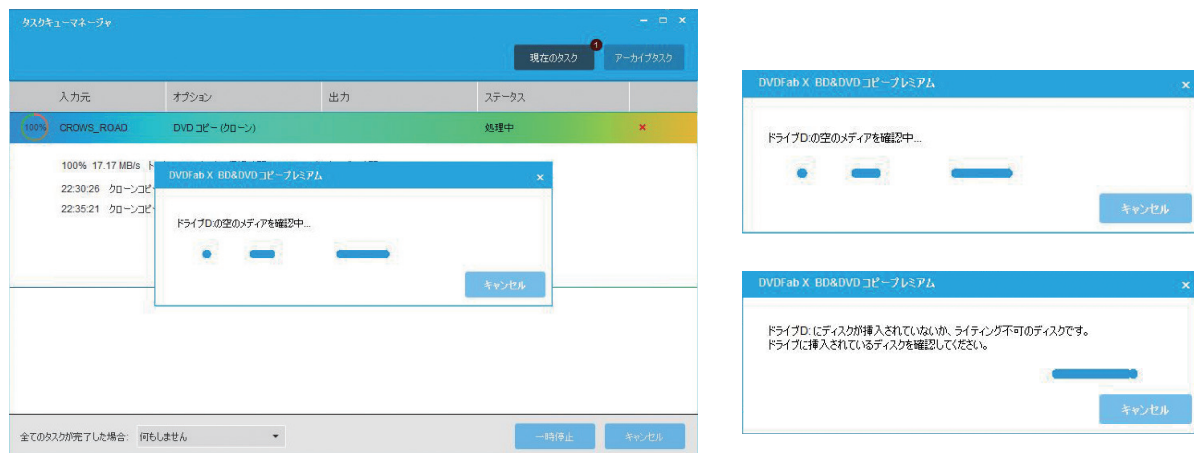 タスクキューマネージャ
現在のタスク
1
アーカイブタスク
入力元 オプション 出力 ステータス
100% CROWS_ROAD DVD コピー (クローン) 処理中
100% 17.17 MB/s
22:30:26 クローンコピー
22:35:21 クローンコピー
DVDFab X BD&DVD コピープレミアム
ドライブD:の空のメディアを確認中...
キャンセル
全てのタスクが完了した場合: 何もしません
一時停止
キャンセル
DVDFab X BD&DVD コピープレミアム
ドライブD:の空のメディアを確認中...
キャンセル
DVDFab X BD&DVD コピープレミアム
ドライブD: にディスクが挿入されていないか、ライティング不可のディスクです。
ドライブに挿入されているディスクを確認してください。
キャンセル